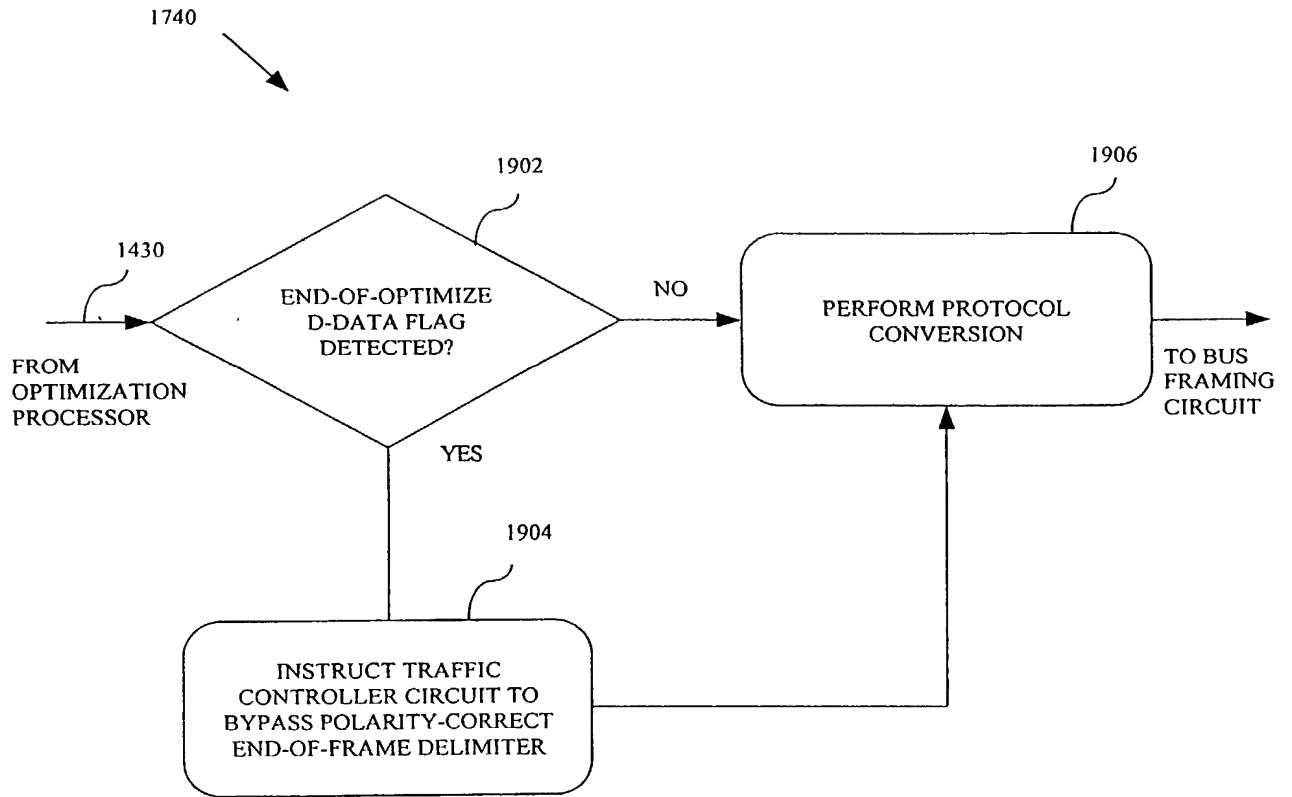 1740
1902
1906
1430
END-OF-OPTIMIZE
D-DATA FLAG
DETECTED?
NO
PERFORM PROTOCOL
CONVERSION
FROM
OPTIMIZATION
PROCESSOR
TO BUS
FRAMING
CIRCUIT
YES
1904
INSTRUCT TRAFFIC
CONTROLLER CIRCUIT TO
BYPASS POLARITY-CORRECT
END-OF-FRAME DELIMITER